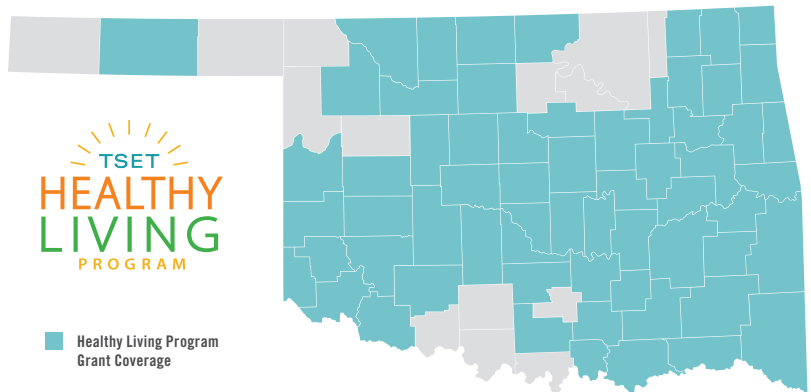 TSET
HEALTHY
LIVING
PROGRAM
Healthy Living Program
Grant Coverage